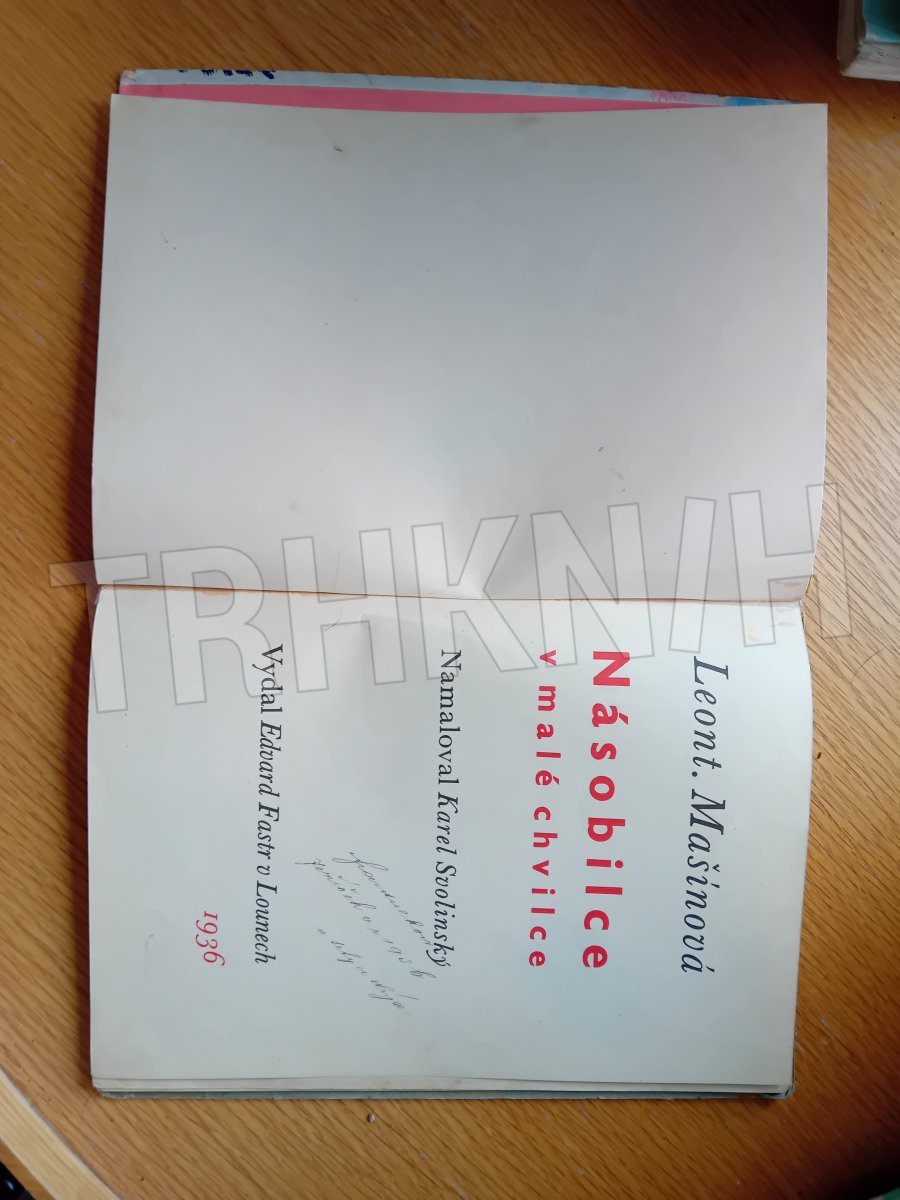 Leont. Mašínová
Násobilce
v malé chvilce
Namaloval Karel Svolinský
Vydal Edvard Fastr v Lounech
1936
TRHKNIH